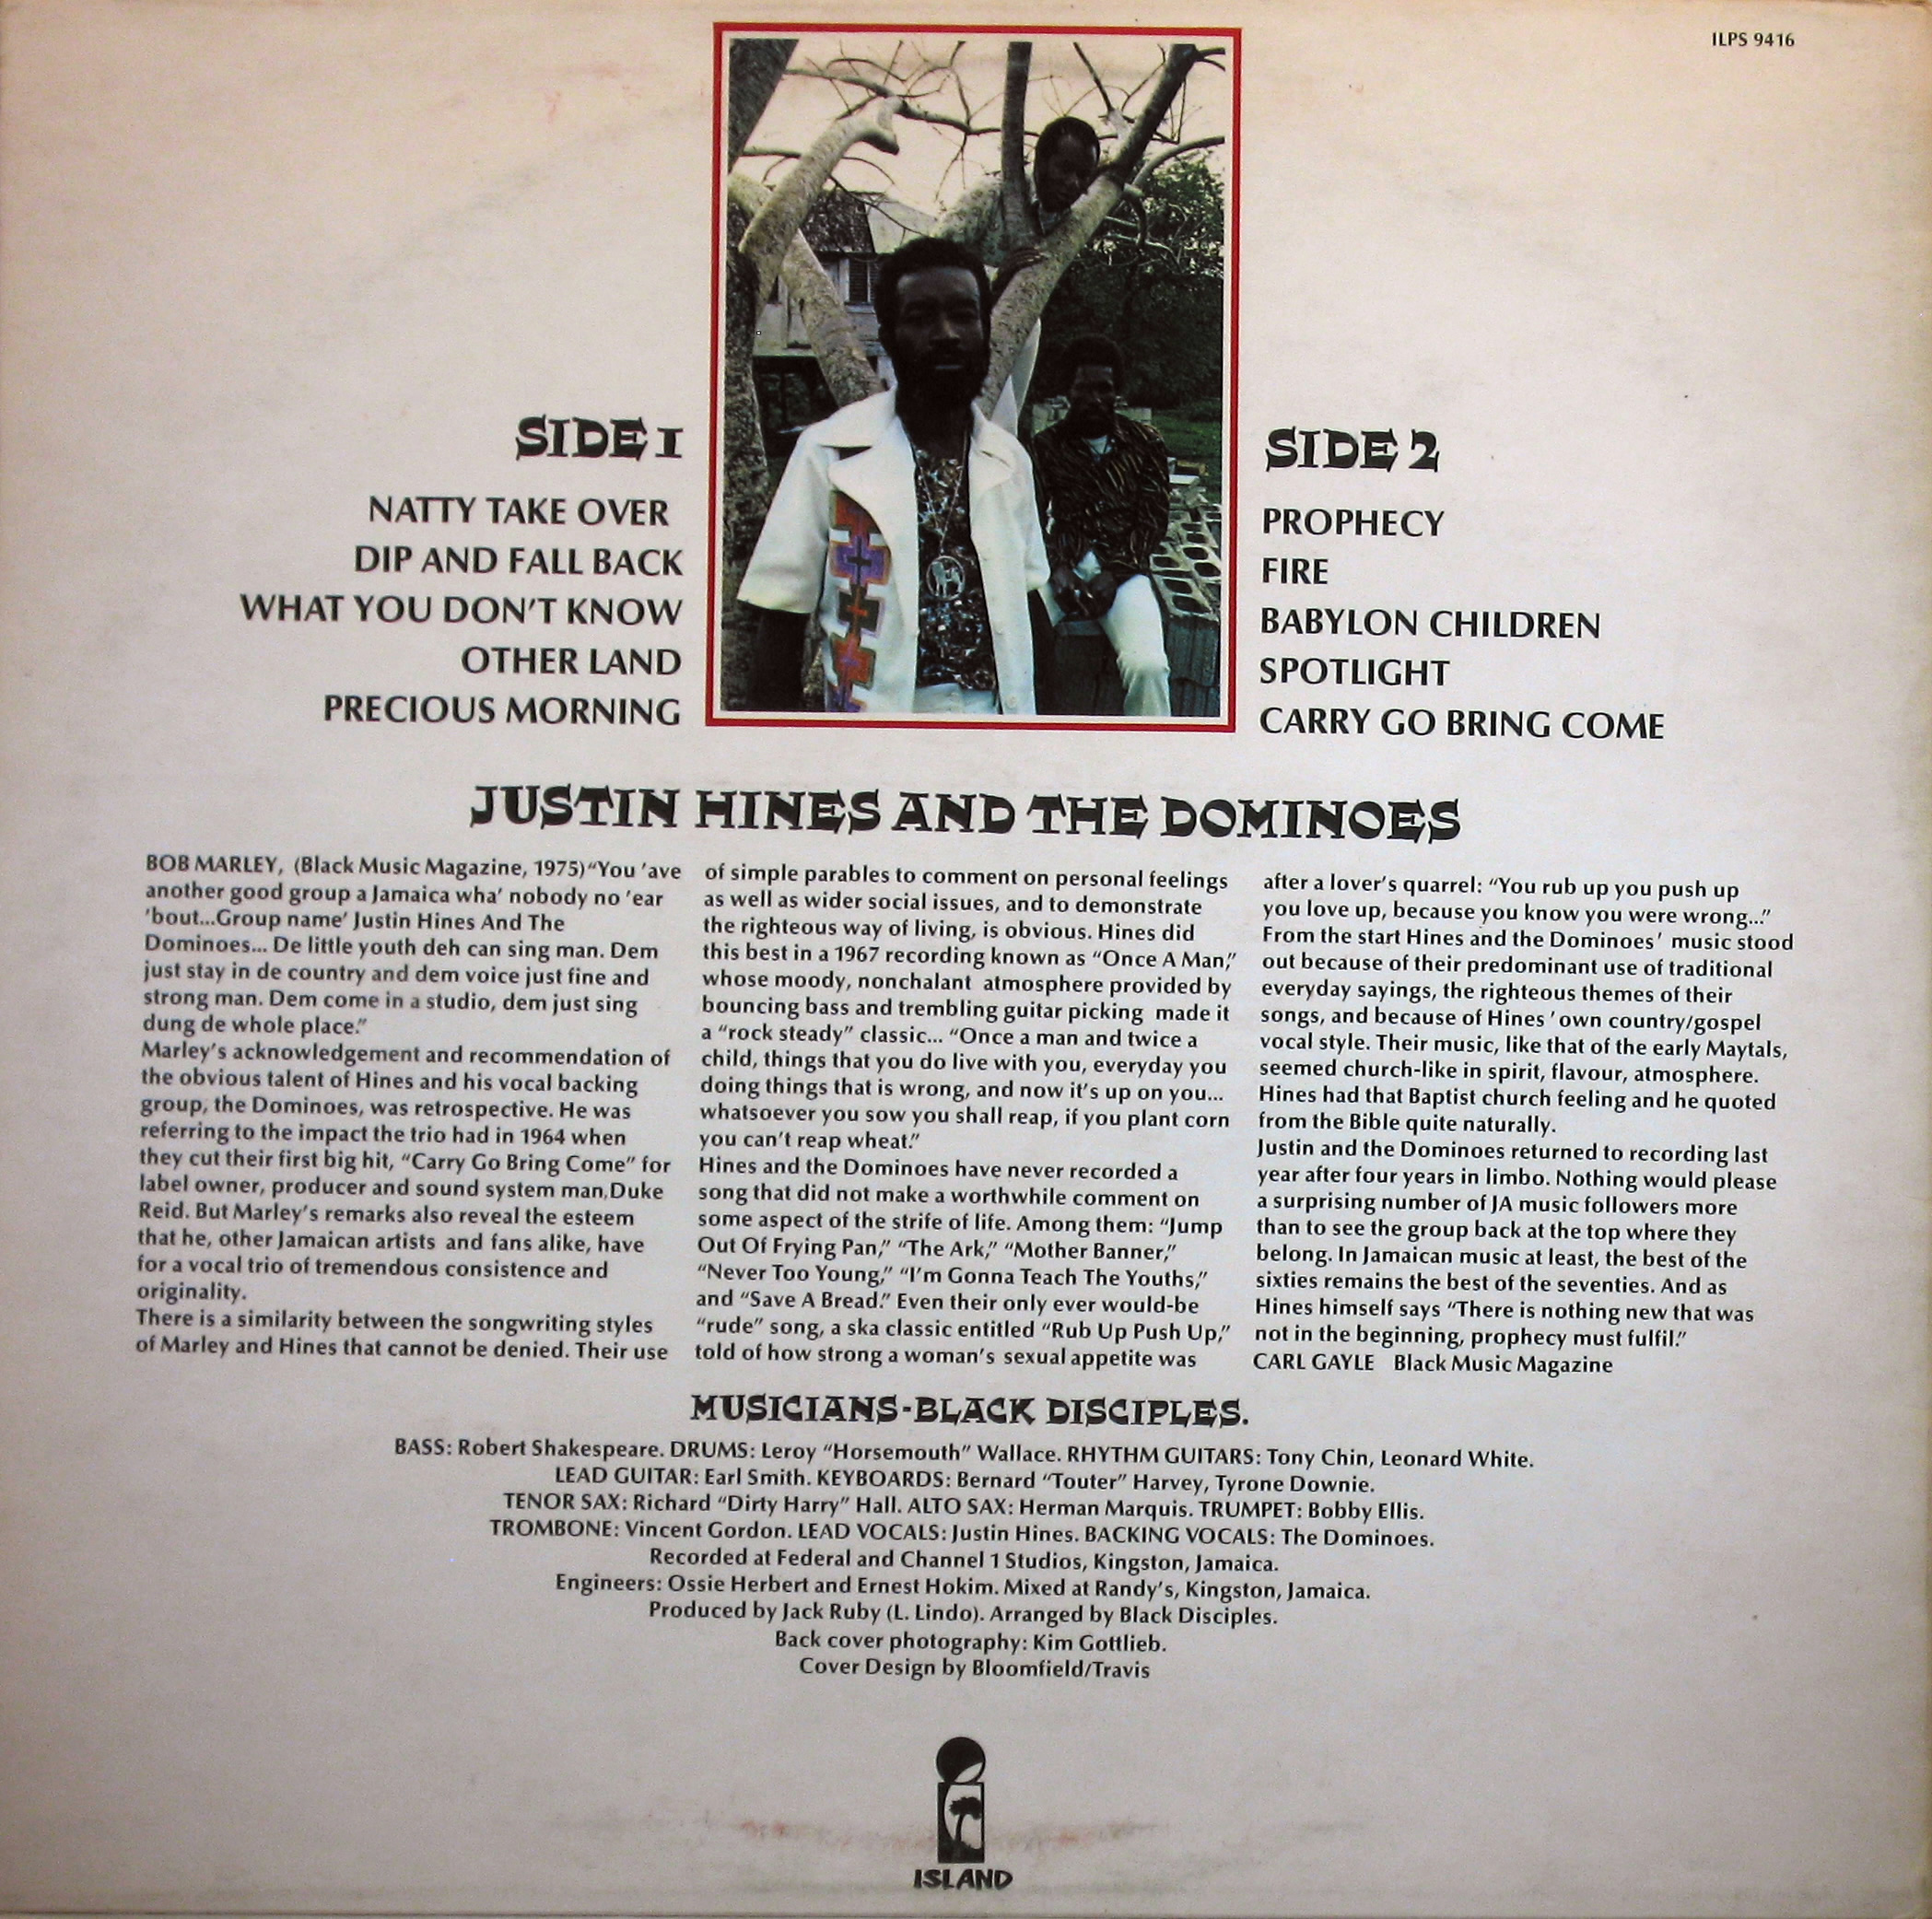 ILPS 9416
SIDE 1
NATTY TAKE OVER
DIP AND FALL BACK
WHAT YOU DON'T KNOW
OTHER LAND
PRECIOUS MORNING
SIDE 2
PROPHECY
FIRE
BABYLON CHILDREN
SPOTLIGHT
CARRY GO BRING COME
JUSTIN HINES AND THE DOMINOES
BOB MARLEY, (Black Music Magazine, 1975) “You 'ave
another good group a Jamaica wha' nobody no 'ear
'bout...Group name' Justin Hines And The
Dominoes... De little youth deh can sing man. Dem
just stay in de country and dem voice just fine and
strong man. Dem come in a studio, dem just sing
dung de whole place.”
Marley's acknowledgement and recommendation of
the obvious talent of Hines and his vocal backing
group, the Dominoes, was retrospective. He was
referring to the impact the trio had in 1964 when
they cut their first big hit, “Carry Go Bring Come” for
label owner, producer and sound system man,Duke
Reid. But Marley's remarks also reveal the esteem
that he, other Jamaican artists and fans alike, have
for a vocal trio of tremendous consistence and
originality.
There is a similarity between the songwriting styles
of Marley and Hines that cannot be denied. Their use
of simple parables to comment on personal feelings
as well as wider social issues, and to demonstrate
the righteous way of living, is obvious. Hines did
this best in a 1967 recording known as “Once A Man,”
whose moody, nonchalant atmosphere provided by
bouncing bass and trembling guitar picking made it
a “rock steady” classic... “Once a man and twice a
child, things that you do live with you, everyday you
doing things that is wrong, and now it's up on you...
whatsoever you sow you shall reap, if you plant corn
you can't reap wheat.”
Hines and the Dominoes have never recorded a
song that did not make a worthwhile comment on
some aspect of the strife of life. Among them: “Jump
Out Of Frying Pan,” “The Ark,” “Mother Banner,”
“Never Too Young,” “I'm Gonna Teach The Youths,”
and “Save A Bread.” Even their only ever would-be
“rude” song, a ska classic entitled “Rub Up Push Up,”
told of how strong a woman's sexual appetite was
after a lover's quarrel: “You rub up you push up
you love up, because you know you were wrong...”
From the start Hines and the Dominoes' music stood
out because of their predominant use of traditional
everyday sayings, the righteous themes of their
songs, and because of Hines 'own country/gospel
vocal style. Their music, like that of the early Maytals,
seemed church-like in spirit, flavour, atmosphere.
Hines had that Baptist church feeling and he quoted
from the Bible quite naturally.
Justin and the Dominoes returned to recording last
year after four years in limbo. Nothing would please
a surprising number of JA music followers more
than to see the group back at the top where they
belong. In Jamaican music at least, the best of the
sixties remains the best of the seventies. And as
Hines himself says “There is nothing new that was
not in the beginning, prophecy must fulfil.”
CARL GAYLE Black Music Magazine
MUSICIANS-BLACK DISCIPLES.
BASS: Robert Shakespeare. DRUMS: Leroy “Horsemouth” Wallace. RHYTHM GUITARS: Tony Chin, Leonard White.
LEAD GUITAR: Earl Smith. KEYBOARDS: Bernard “Touter” Harvey, Tyrone Downie.
TENOR SAX: Richard “Dirty Harry” Hall. ALTO SAX: Herman Marquis. TRUMPET: Bobby Ellis.
TROMBONE: Vincent Gordon. LEAD VOCALS: Justin Hines. BACKING VOCALS: The Dominoes.
Recorded at Federal and Channel 1 Studios, Kingston, Jamaica.
Engineers: Ossie Herbert and Ernest Hokim. Mixed at Randy's, Kingston, Jamaica.
Produced by Jack Ruby (L. Lindo). Arranged by Black Disciples.
Back cover photography: Kim Gottlieb.
Cover Design by Bloomfield/Travis
ISLAND